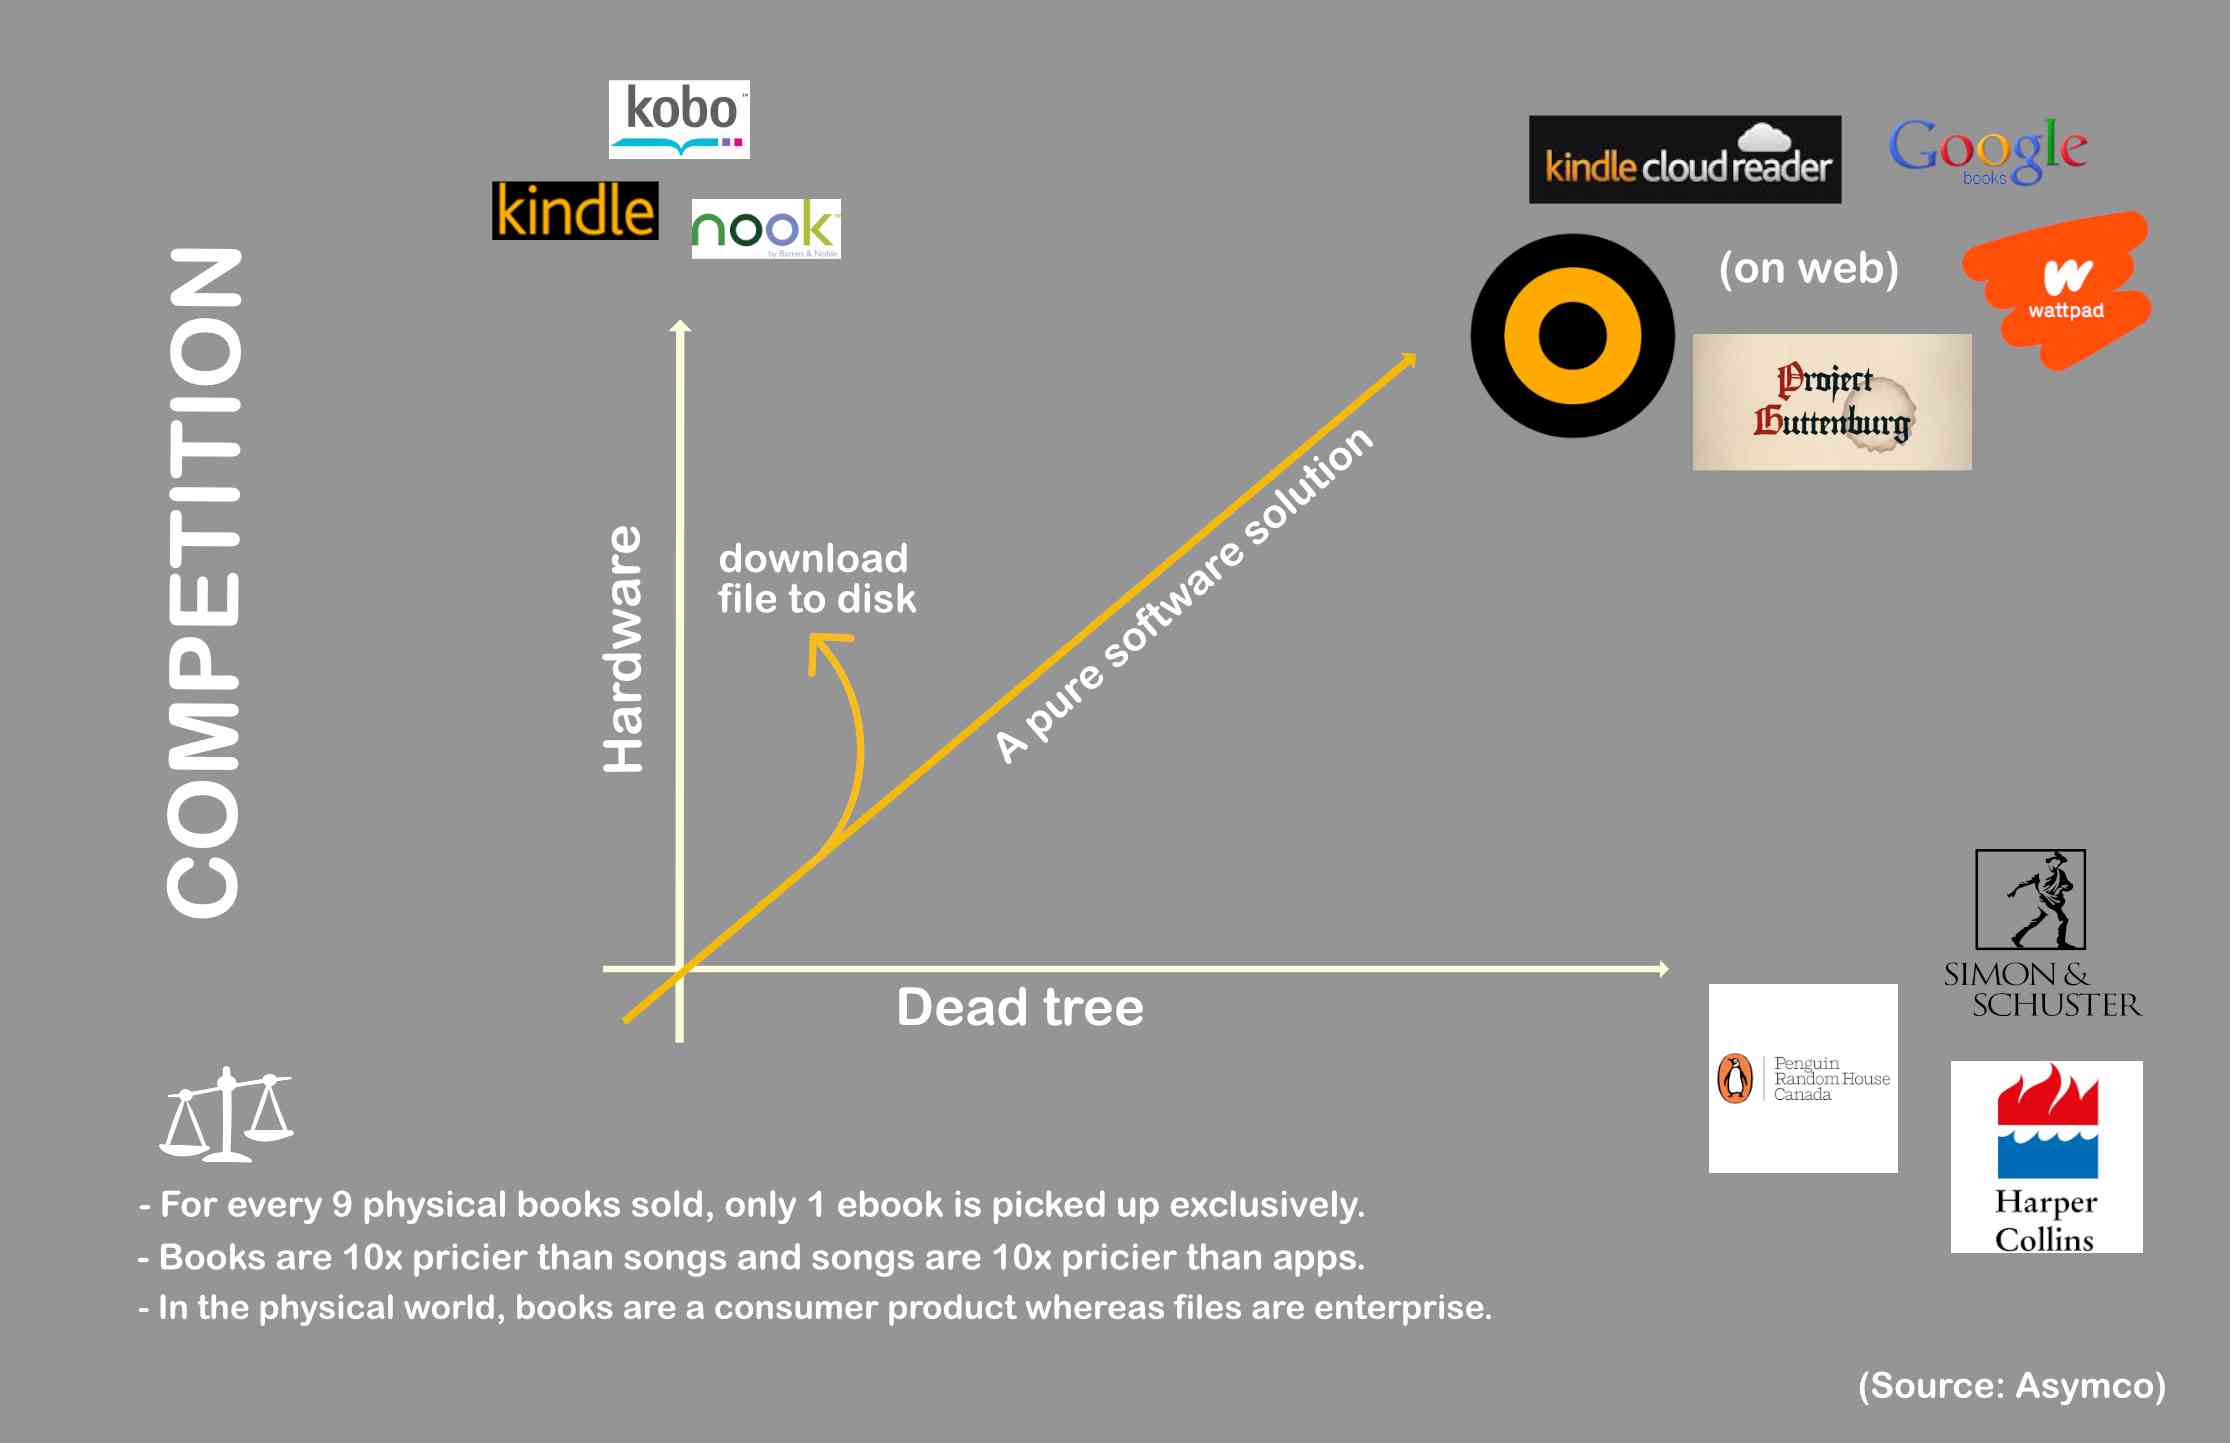 COMPETITION
kobo™
kindle
nook™
by Barnes & Noble
kindle cloud reader
Google
books
(on web)
w
wattpad
Project
Guttenburg
Hardware
download
file to disk
A pure software solution
Dead tree
SIMON &
SCHUSTER
Penguin
Random House
Canada
Harper
Collins
- For every 9 physical books sold, only 1 ebook is picked up exclusively.
- Books are 10x pricier than songs and songs are 10x pricier than apps.
- In the physical world, books are a consumer product whereas files are enterprise.
(Source: Asymco)